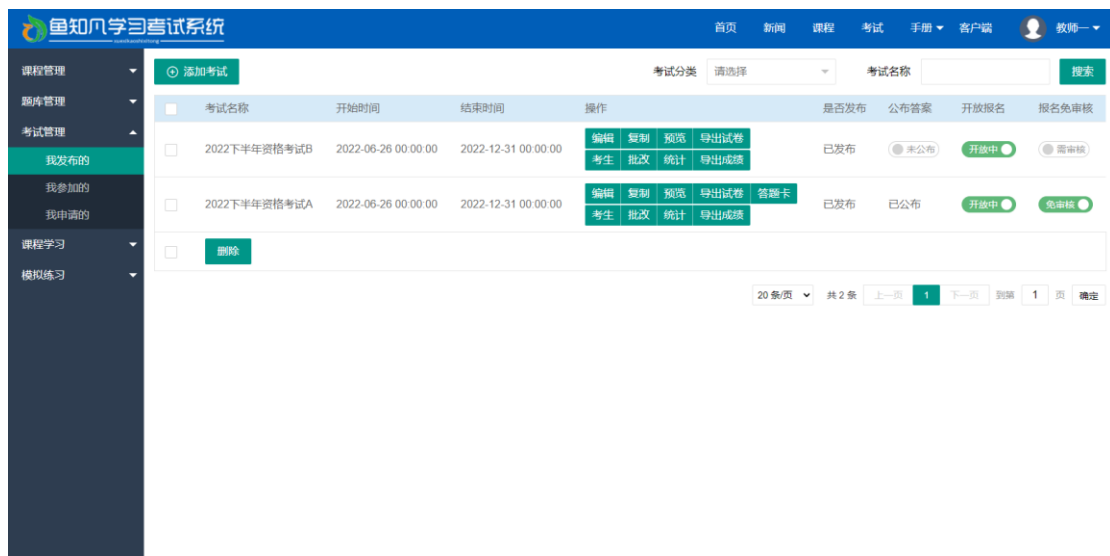 鱼知凡学习考试系统
首页 新闻 课程 考试 手册 客户端 教师一
课程管理
题库管理
考试管理
我发布的
我参加的
我申请的
课程学习
模拟练习
添加考试 考试分类 请选择 考试名称 搜索
考试名称 开始时间 结束时间 操作 是否发布 公布答案 开放报名 报名免审核
2022下半年资格考试B 2022-06-26 00:00:00 2022-12-31 00:00:00 编辑 复制 预览 导出试卷 已发布 未公布 开放中 需审核
考生 批改 统计 导出成绩
2022下半年资格考试A 2022-06-26 00:00:00 2022-12-31 00:00:00 编辑 复制 预览 导出试卷 答题卡 已发布 已公布 开放中 免审核
考生 批改 统计 导出成绩
删除
20 条/页 共 2 条 上一页 1 下一页 到第 1 页 确定